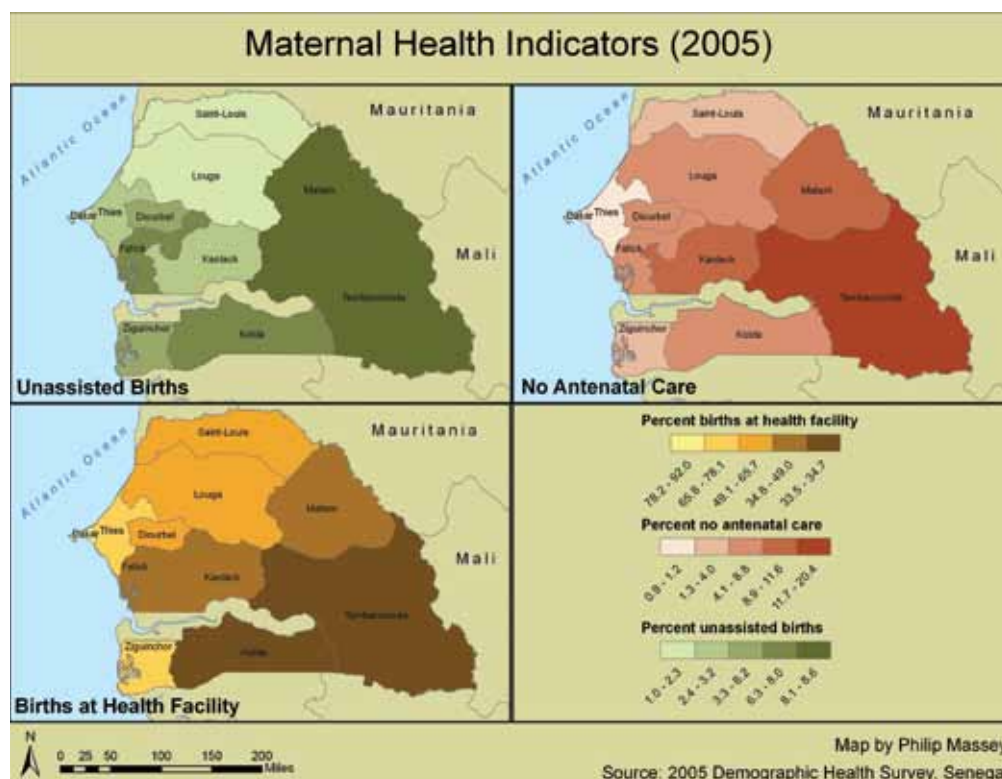 Maternal Health Indicators (2005)
Atlantic Ocean
Mauritania
Mali
Saint-Louis
Louga
Matam
Dakar
Thies
Diourbel
Fatick
Kaolack
Tambacounda
Ziguinchor
Kolda
Unassisted Births
Atlantic Ocean
Mauritania
Mali
Saint-Louis
Louga
Matam
Dakar
Thies
Diourbel
Kaolack
Tambacounda
Ziguinchor
Kolda
No Antenatal Care
Atlantic Ocean
Mauritania
Mali
Saint-Louis
Louga
Matam
Dakar
Thies
Diourbel
Fatick
Kaolack
Tambacounda
Ziguinchor
Kolda
Births at Health Facility
Percent births at health facility
78.2 - 92.0
65.8 - 78.1
49.1 - 65.7
34.8 - 49.0
33.5 - 34.7
Percent no antenatal care
0.8 - 1.2
1.3 - 4.0
4.1 - 8.8
8.9 - 11.6
11.7 - 20.4
Percent unassisted births
1.0 - 2.3
2.4 - 3.2
3.3 - 6.2
6.3 - 8.0
8.1 - 8.6
N
0 25 50 100 150 200
Miles
Map by Philip Massey
Source: 2005 Demographic Health Survey, Senegal